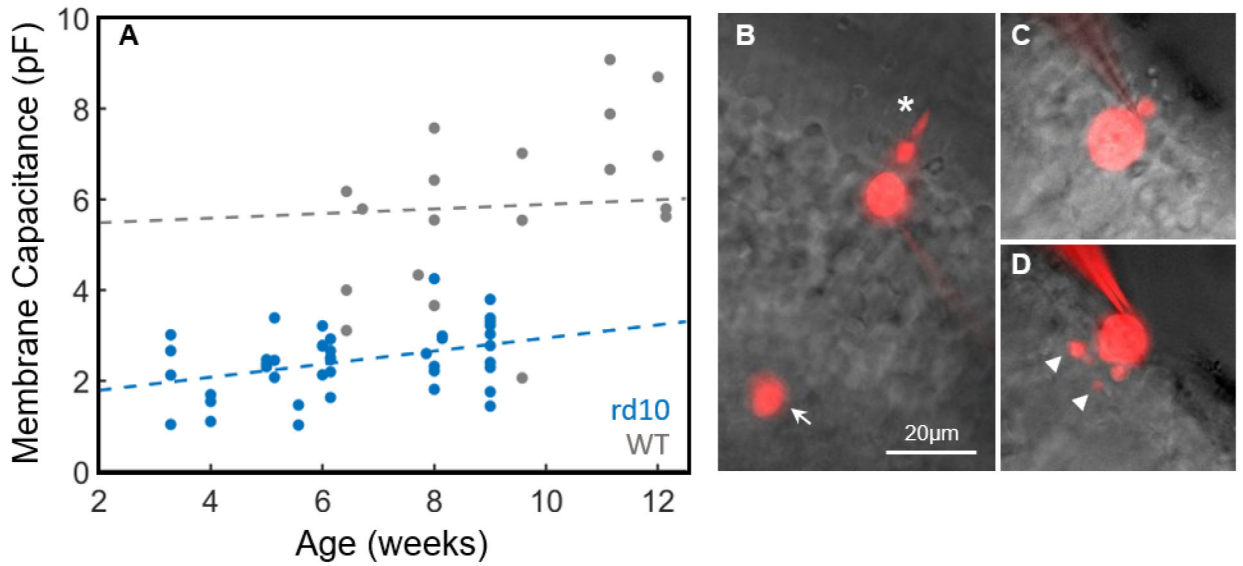 A
Membrane Capacitance (pF)
10
8
6
4
2
0
rd10
WT
2 4 6 8 10 12
Age (weeks)
B
*
20μm
C
D